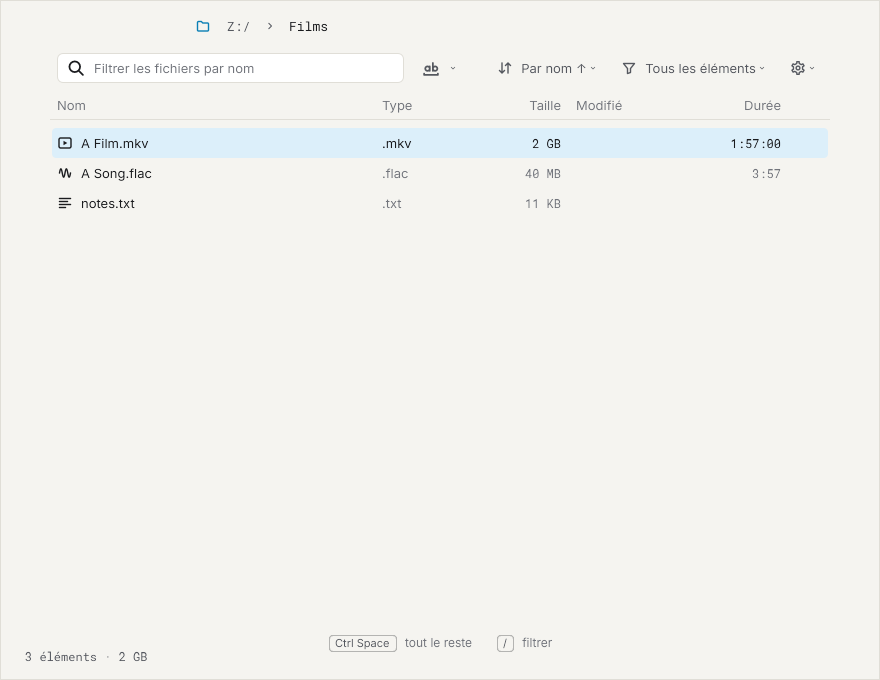 Z:/ › Films
Filtrer les fichiers par nom ab Par nom ↑ Tous les éléments
Nom Type Taille Modifié Durée
A Film.mkv .mkv 2 GB 1:57:00
A Song.flac .flac 40 MB 3:57
notes.txt .txt 11 KB
Ctrl Space tout le reste / filtrer
3 éléments · 2 GB